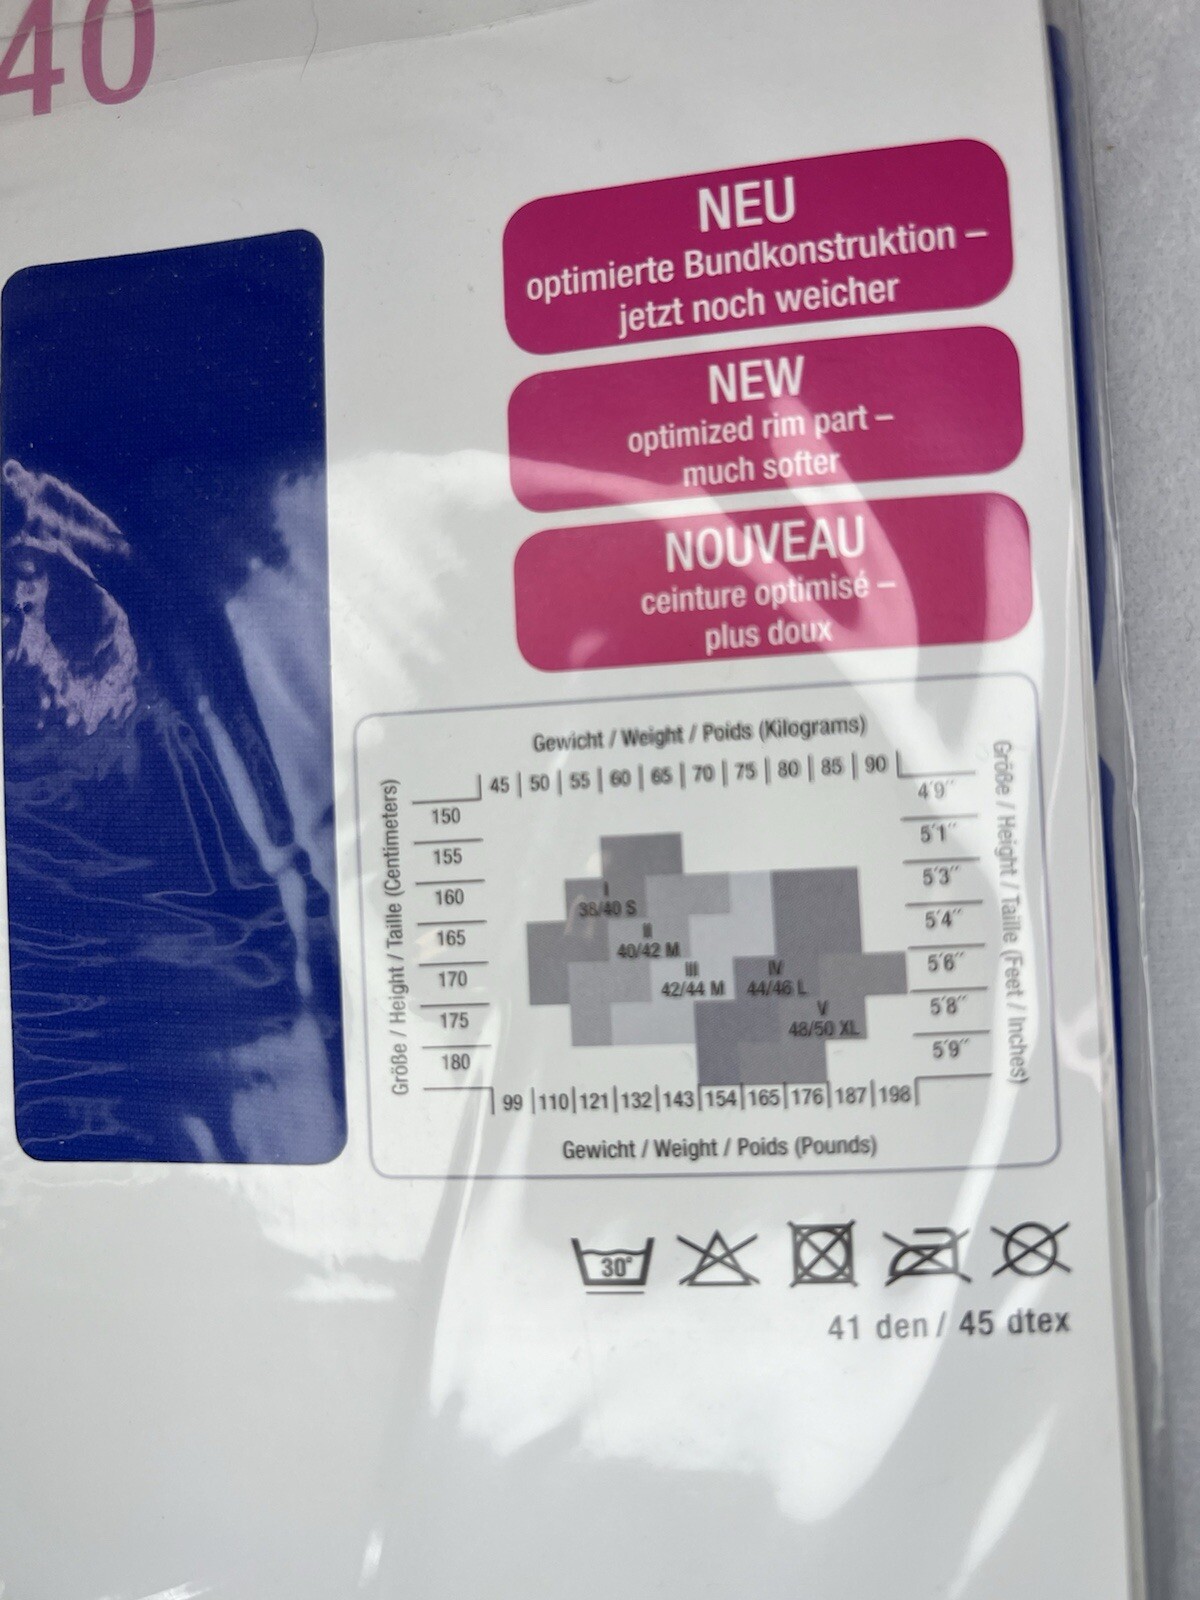 40
NEU
optimierte Bundkonstruktion –
jetzt noch weicher
NEW
optimized rim part –
much softer
NOUVEAU
ceinture optimisé –
plus doux
Gewicht / Weight / Poids (Kilograms)
45 | 50 | 55 | 60 | 65 | 70 | 75 | 80 | 85 | 90
Größe / Height / Taille (Centimeters)
150
155
160
165
170
175
180
I
38/40 S
II
40/42 M
III
42/44 M
IV
44/46 L
V
48/50 XL
4'9''
5'1''
5'3''
5'4''
5'6''
5'8''
5'9''
Größe / Height / Taille (Feet / Inches)
99 | 110 | 121 | 132 | 143 | 154 | 165 | 176 | 187 | 198
Gewicht / Weight / Poids (Pounds)
30°
41 den / 45 dtex